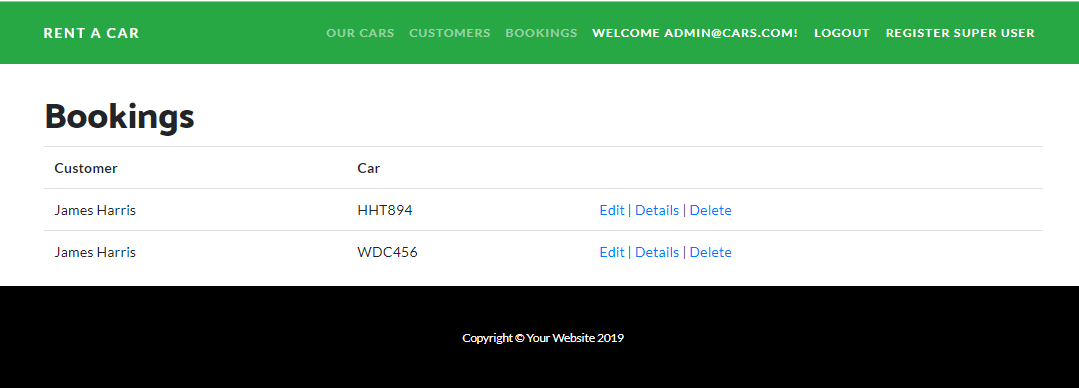 RENT A CAR OUR CARS CUSTOMERS BOOKINGS WELCOME ADMIN@CARS.COM! LOGOUT REGISTER SUPER USER
Bookings
Customer Car
James Harris HHT894 Edit | Details | Delete
James Harris WDC456 Edit | Details | Delete
Copyright © Your Website 2019